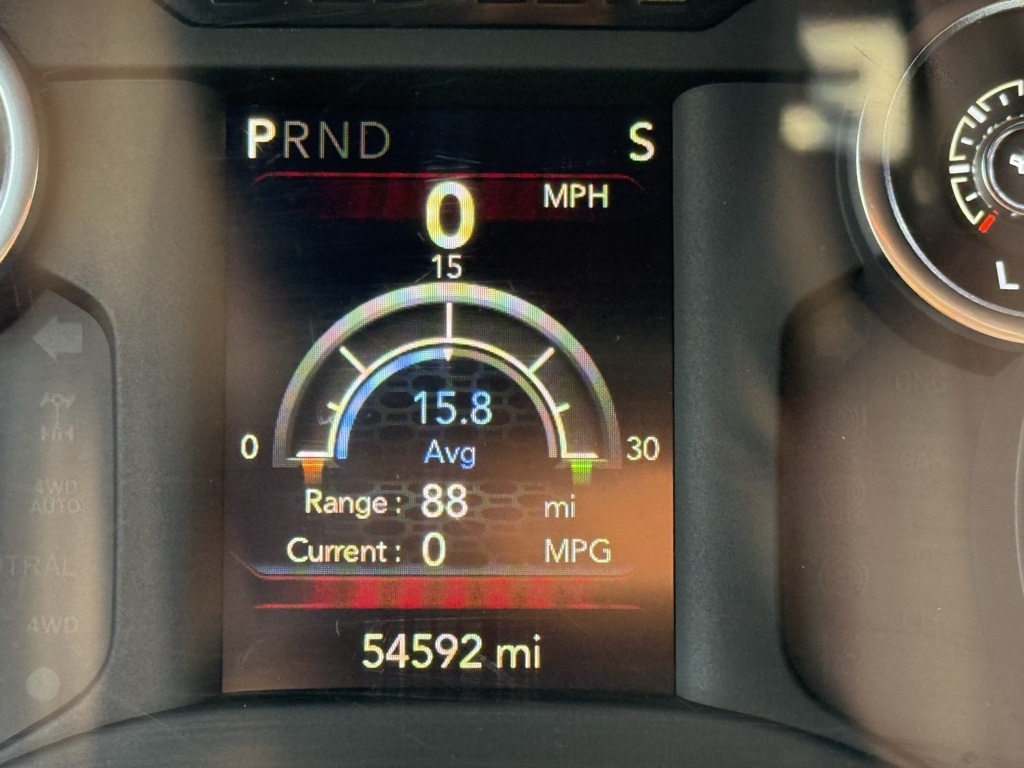 PRND S
0 MPH
15
15.8
0 Avg 30
Range : 88 mi
Current : 0 MPG
54592 mi
L
4WD
AUTO
4WD